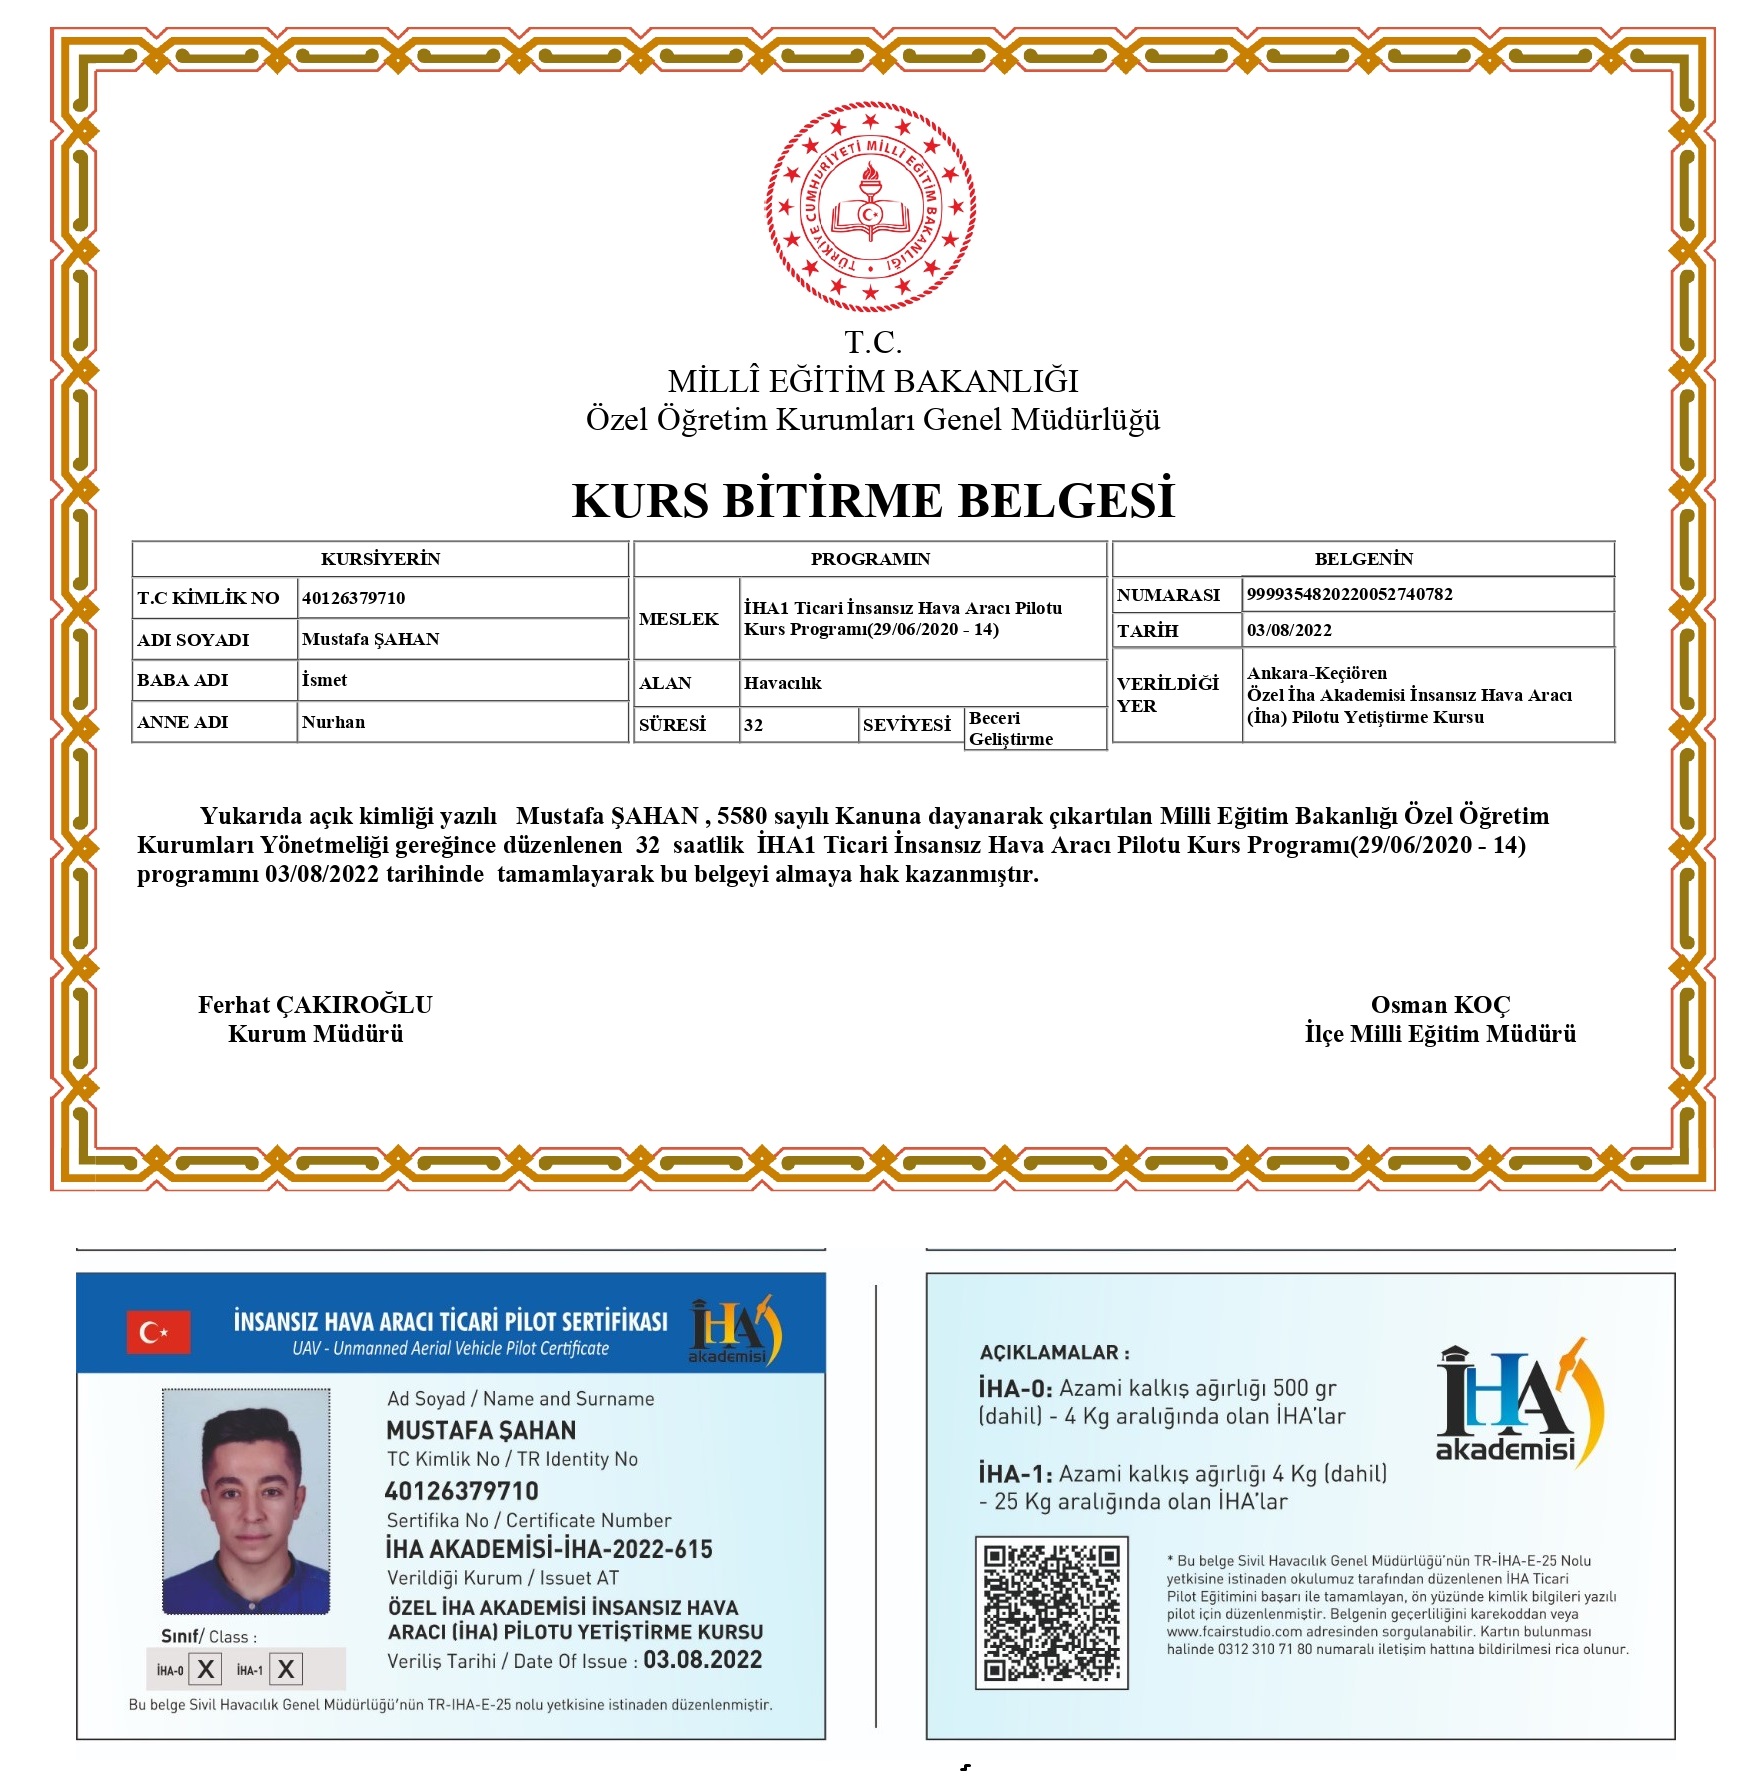 TÜRKİYE CUMHURİYETİ MİLLİ EĞİTİM BAKANLIĞI
T.C.
MİLLÎ EĞİTİM BAKANLIĞI
Özel Öğretim Kurumları Genel Müdürlüğü
KURS BİTİRME BELGESİ
KURSİYERİN
T.C KİMLİK NO 40126379710
ADI SOYADI Mustafa ŞAHAN
BABA ADI İsmet
ANNE ADI Nurhan
PROGRAMIN
MESLEK İHA1 Ticari İnsansız Hava Aracı Pilotu
Kurs Programı(29/06/2020 - 14)
ALAN Havacılık
SÜRESİ 32 SEVİYESİ Beceri
Geliştirme
BELGENİN
NUMARASI 9999354820220052740782
TARİH 03/08/2022
VERİLDİĞİ
YER
Ankara-Keçiören
Özel İha Akademisi İnsansız Hava Aracı
(İha) Pilotu Yetiştirme Kursu
Yukarıda açık kimliği yazılı Mustafa ŞAHAN , 5580 sayılı Kanuna dayanarak çıkartılan Milli Eğitim Bakanlığı Özel Öğretim
Kurumları Yönetmeliği gereğince düzenlenen 32 saatlik İHA1 Ticari İnsansız Hava Aracı Pilotu Kurs Programı(29/06/2020 - 14)
programını 03/08/2022 tarihinde tamamlayarak bu belgeyi almaya hak kazanmıştır.
Ferhat ÇAKIROĞLU
Kurum Müdürü
Osman KOÇ
İlçe Milli Eğitim Müdürü
İNSANSIZ HAVA ARACI TİCARİ PİLOT SERTİFİKASI
UAV - Unmanned Aerial Vehicle Pilot Certificate
İHA
akademisi
Ad Soyad / Name and Surname
MUSTAFA ŞAHAN
TC Kimlik No / TR Identity No
40126379710
Sertifika No / Certificate Number
İHA AKADEMİSİ-İHA-2022-615
Verildiği Kurum / Issuet AT
ÖZEL İHA AKADEMİSİ İNSANSIZ HAVA
ARACI (İHA) PİLOTU YETİŞTİRME KURSU
Veriliş Tarihi / Date Of Issue : 03.08.2022
Sınıf/ Class :
İHA-0 X İHA-1 X
Bu belge Sivil Havacılık Genel Müdürlüğü'nün TR-IHA-E-25 nolu yetkisine istinaden düzenlenmiştir.
AÇIKLAMALAR :
İHA-0: Azami kalkış ağırlığı 500 gr
(dahil) - 4 Kg aralığında olan İHA'lar
İHA-1: Azami kalkış ağırlığı 4 Kg (dahil)
- 25 Kg aralığında olan İHA'lar
İHA
akademisi
* Bu belge Sivil Havacılık Genel Müdürlüğü'nün TR-İHA-E-25 Nolu
yetkisine istinaden okulumuz tarafından düzenlenen İHA Ticari
Pilot Eğitimini başarı ile tamamlayan, ön yüzünde kimlik bilgileri yazılı
pilot için düzenlenmiştir. Belgenin geçerliliğini karekoddan veya
www.fcairstudio.com adresinden sorgulanabilir. Kartın bulunması
halinde 0312 310 71 80 numaralı iletişim hattına bildirilmesi rica olunur.